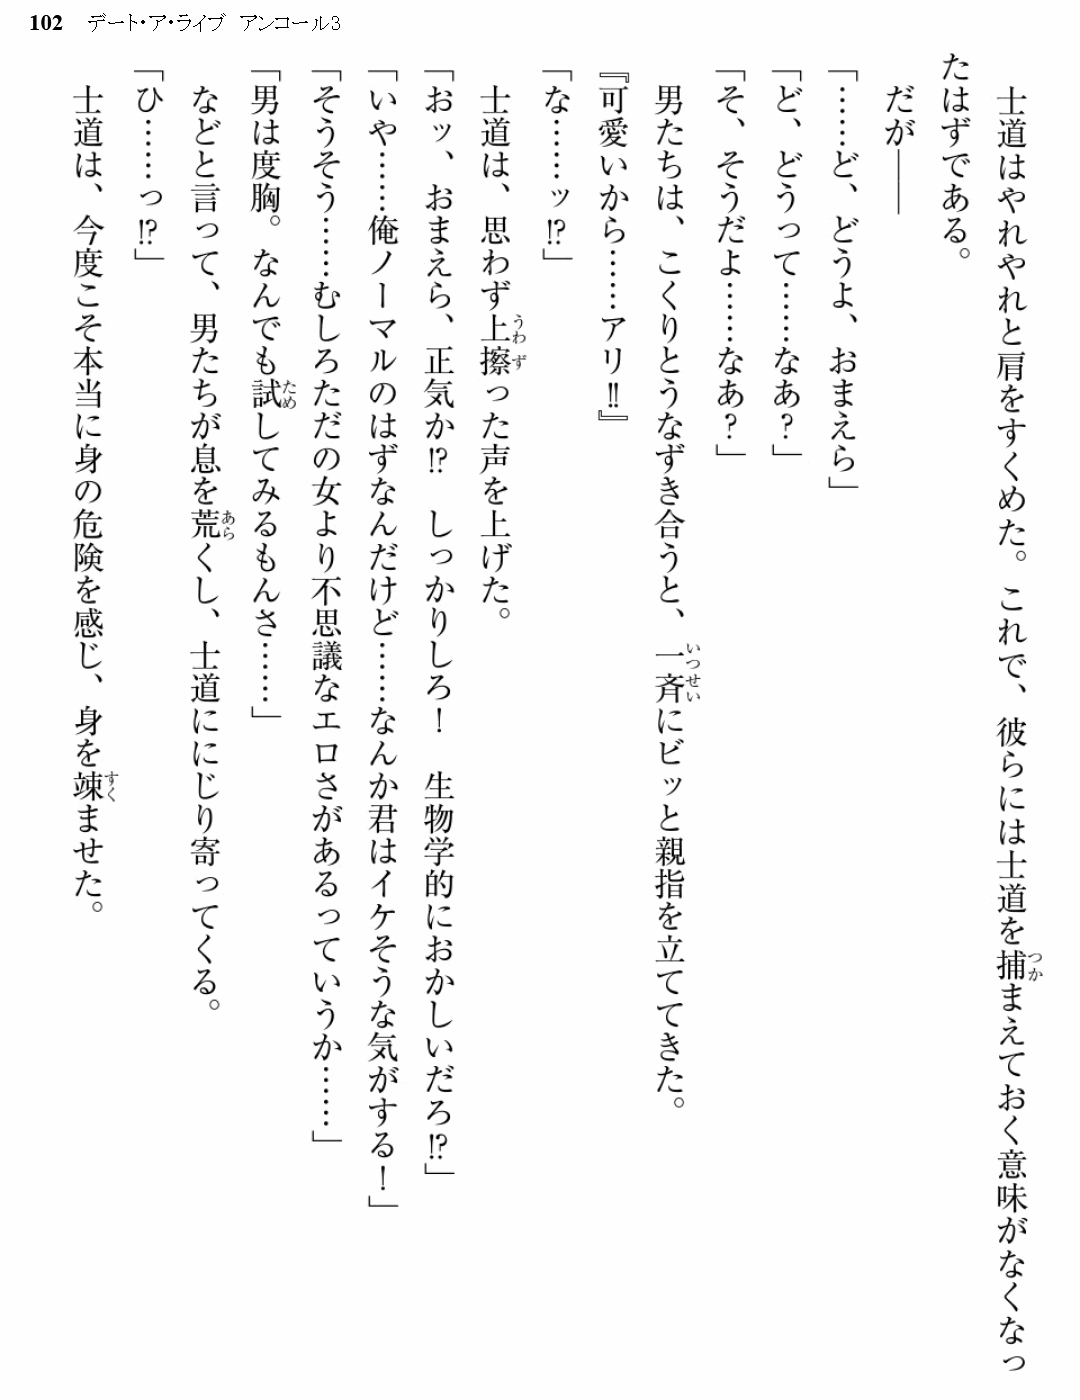 102 デート・ア・ライブ アンコール3
　士道はやれやれと肩をすくめた。これで、彼らには士道を捕まえておく意味がなくなっ
たはずである。
　だが――
「……ど、どうよ、おまえら」
「ど、どうって……なあ？」
「そ、そうだよ……なあ？」
　男たちは、こくりとうなずき合うと、一斉にビッと親指を立ててきた。
『可愛いから……アリ‼』
「な……ッ⁉」
　士道は、思わず上擦った声を上げた。
「おッ、おまえら、正気か⁉　しっかりしろ！　生物学的におかしいだろ⁉」
「いや……俺ノーマルのはずなんだけど……なんか君はイケそうな気がする！」
「そうそう……むしろただの女より不思議なエロさがあるっていうか……」
「男は度胸。なんでも試してみるもんさ……」
　などと言って、男たちが息を荒くし、士道ににじり寄ってくる。
「ひ……っ⁉」
　士道は、今度こそ本当に身の危険を感じ、身を竦ませた。